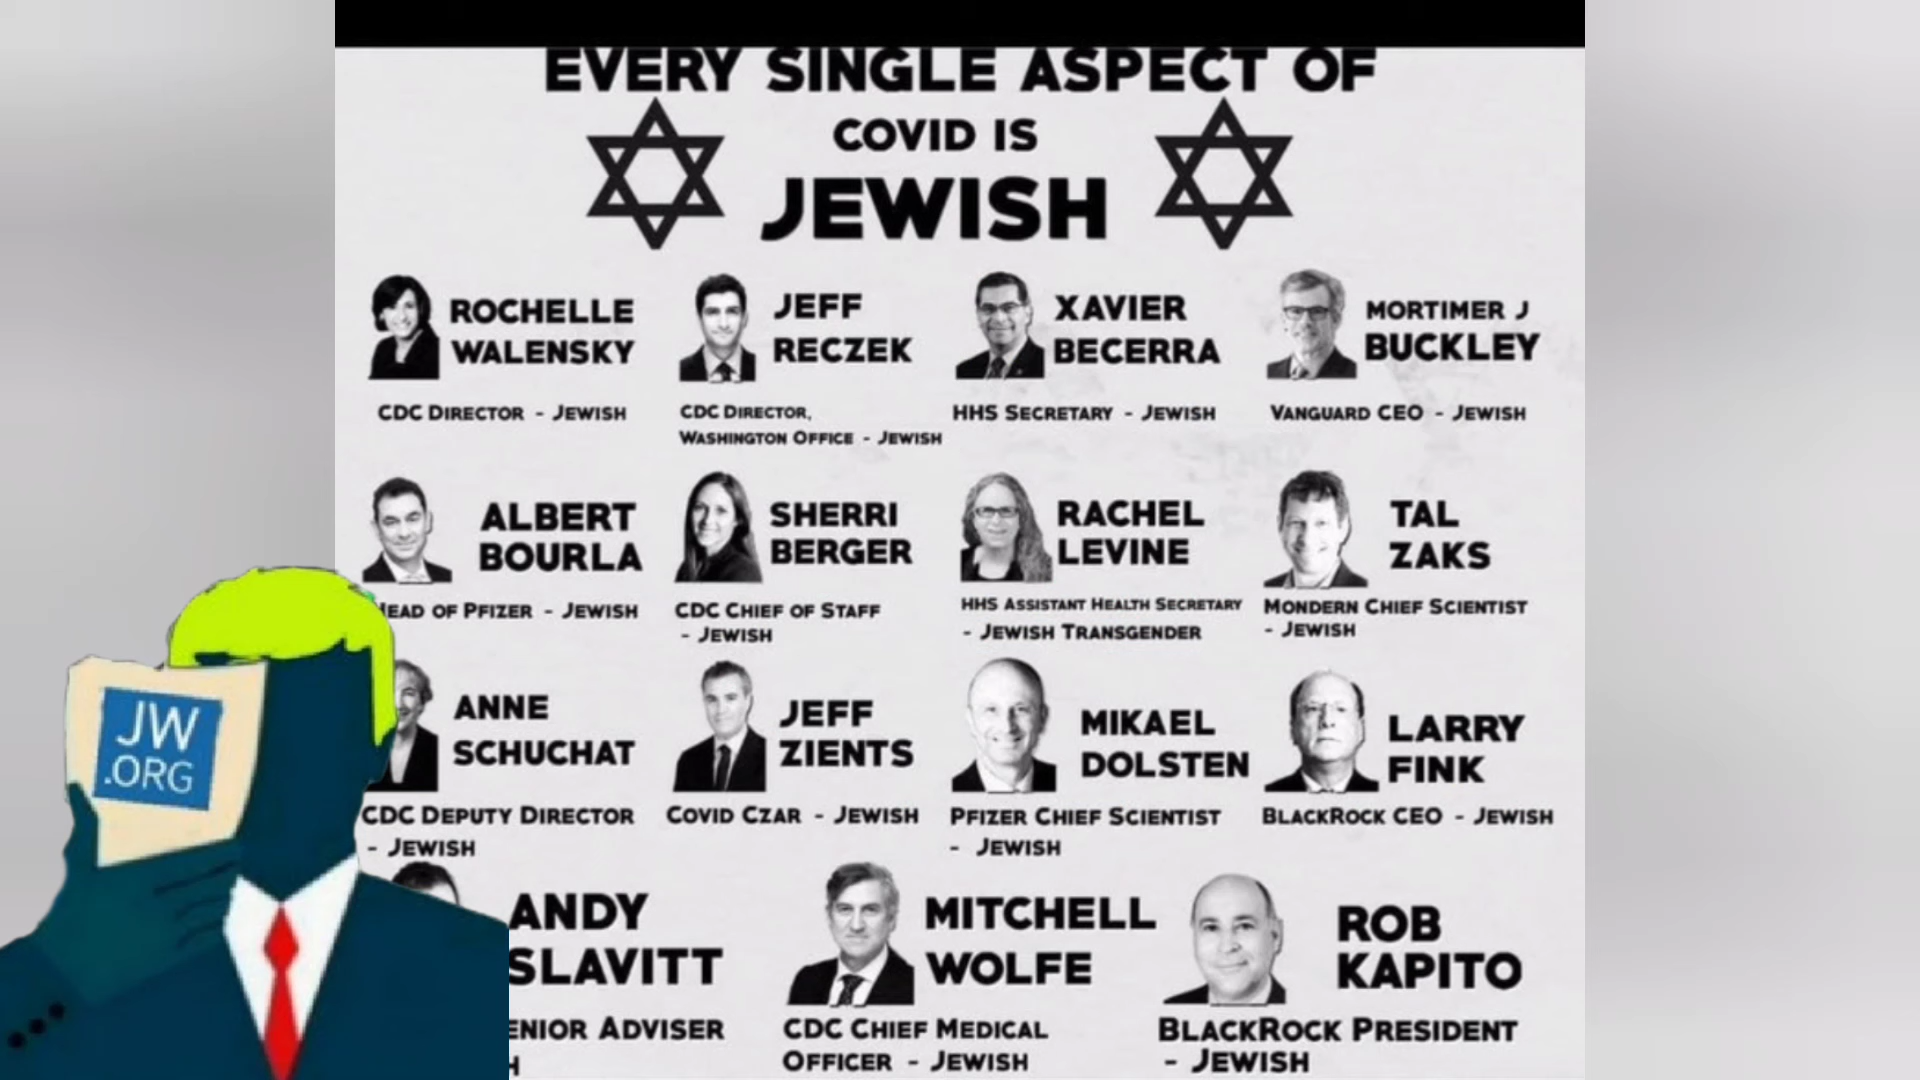 EVERY SINGLE ASPECT OF
COVID IS
JEWISH
ROCHELLE
WALENSKY
CDC DIRECTOR - JEWISH
JEFF
RECZEK
CDC DIRECTOR,
WASHINGTON OFFICE - JEWISH
XAVIER
BECERRA
HHS SECRETARY - JEWISH
MORTIMER J
BUCKLEY
VANGUARD CEO - JEWISH
ALBERT
BOURLA
EAD OF PFIZER - JEWISH
SHERRI
BERGER
CDC CHIEF OF STAFF
- JEWISH
RACHEL
LEVINE
HHS ASSISTANT HEALTH SECRETARY
- JEWISH TRANSGENDER
TAL
ZAKS
MONDERN CHIEF SCIENTIST
- JEWISH
ANNE
SCHUCHAT
CDC DEPUTY DIRECTOR
- JEWISH
JEFF
ZIENTS
COVID CZAR - JEWISH
MIKAEL
DOLSTEN
PFIZER CHIEF SCIENTIST
- JEWISH
LARRY
FINK
BLACKROCK CEO - JEWISH
ANDY
SLAVITT
ENIOR ADVISER
H
MITCHELL
WOLFE
CDC CHIEF MEDICAL
OFFICER - JEWISH
ROB
KAPITO
BLACKROCK PRESIDENT
- JEWISH
JW
.ORG